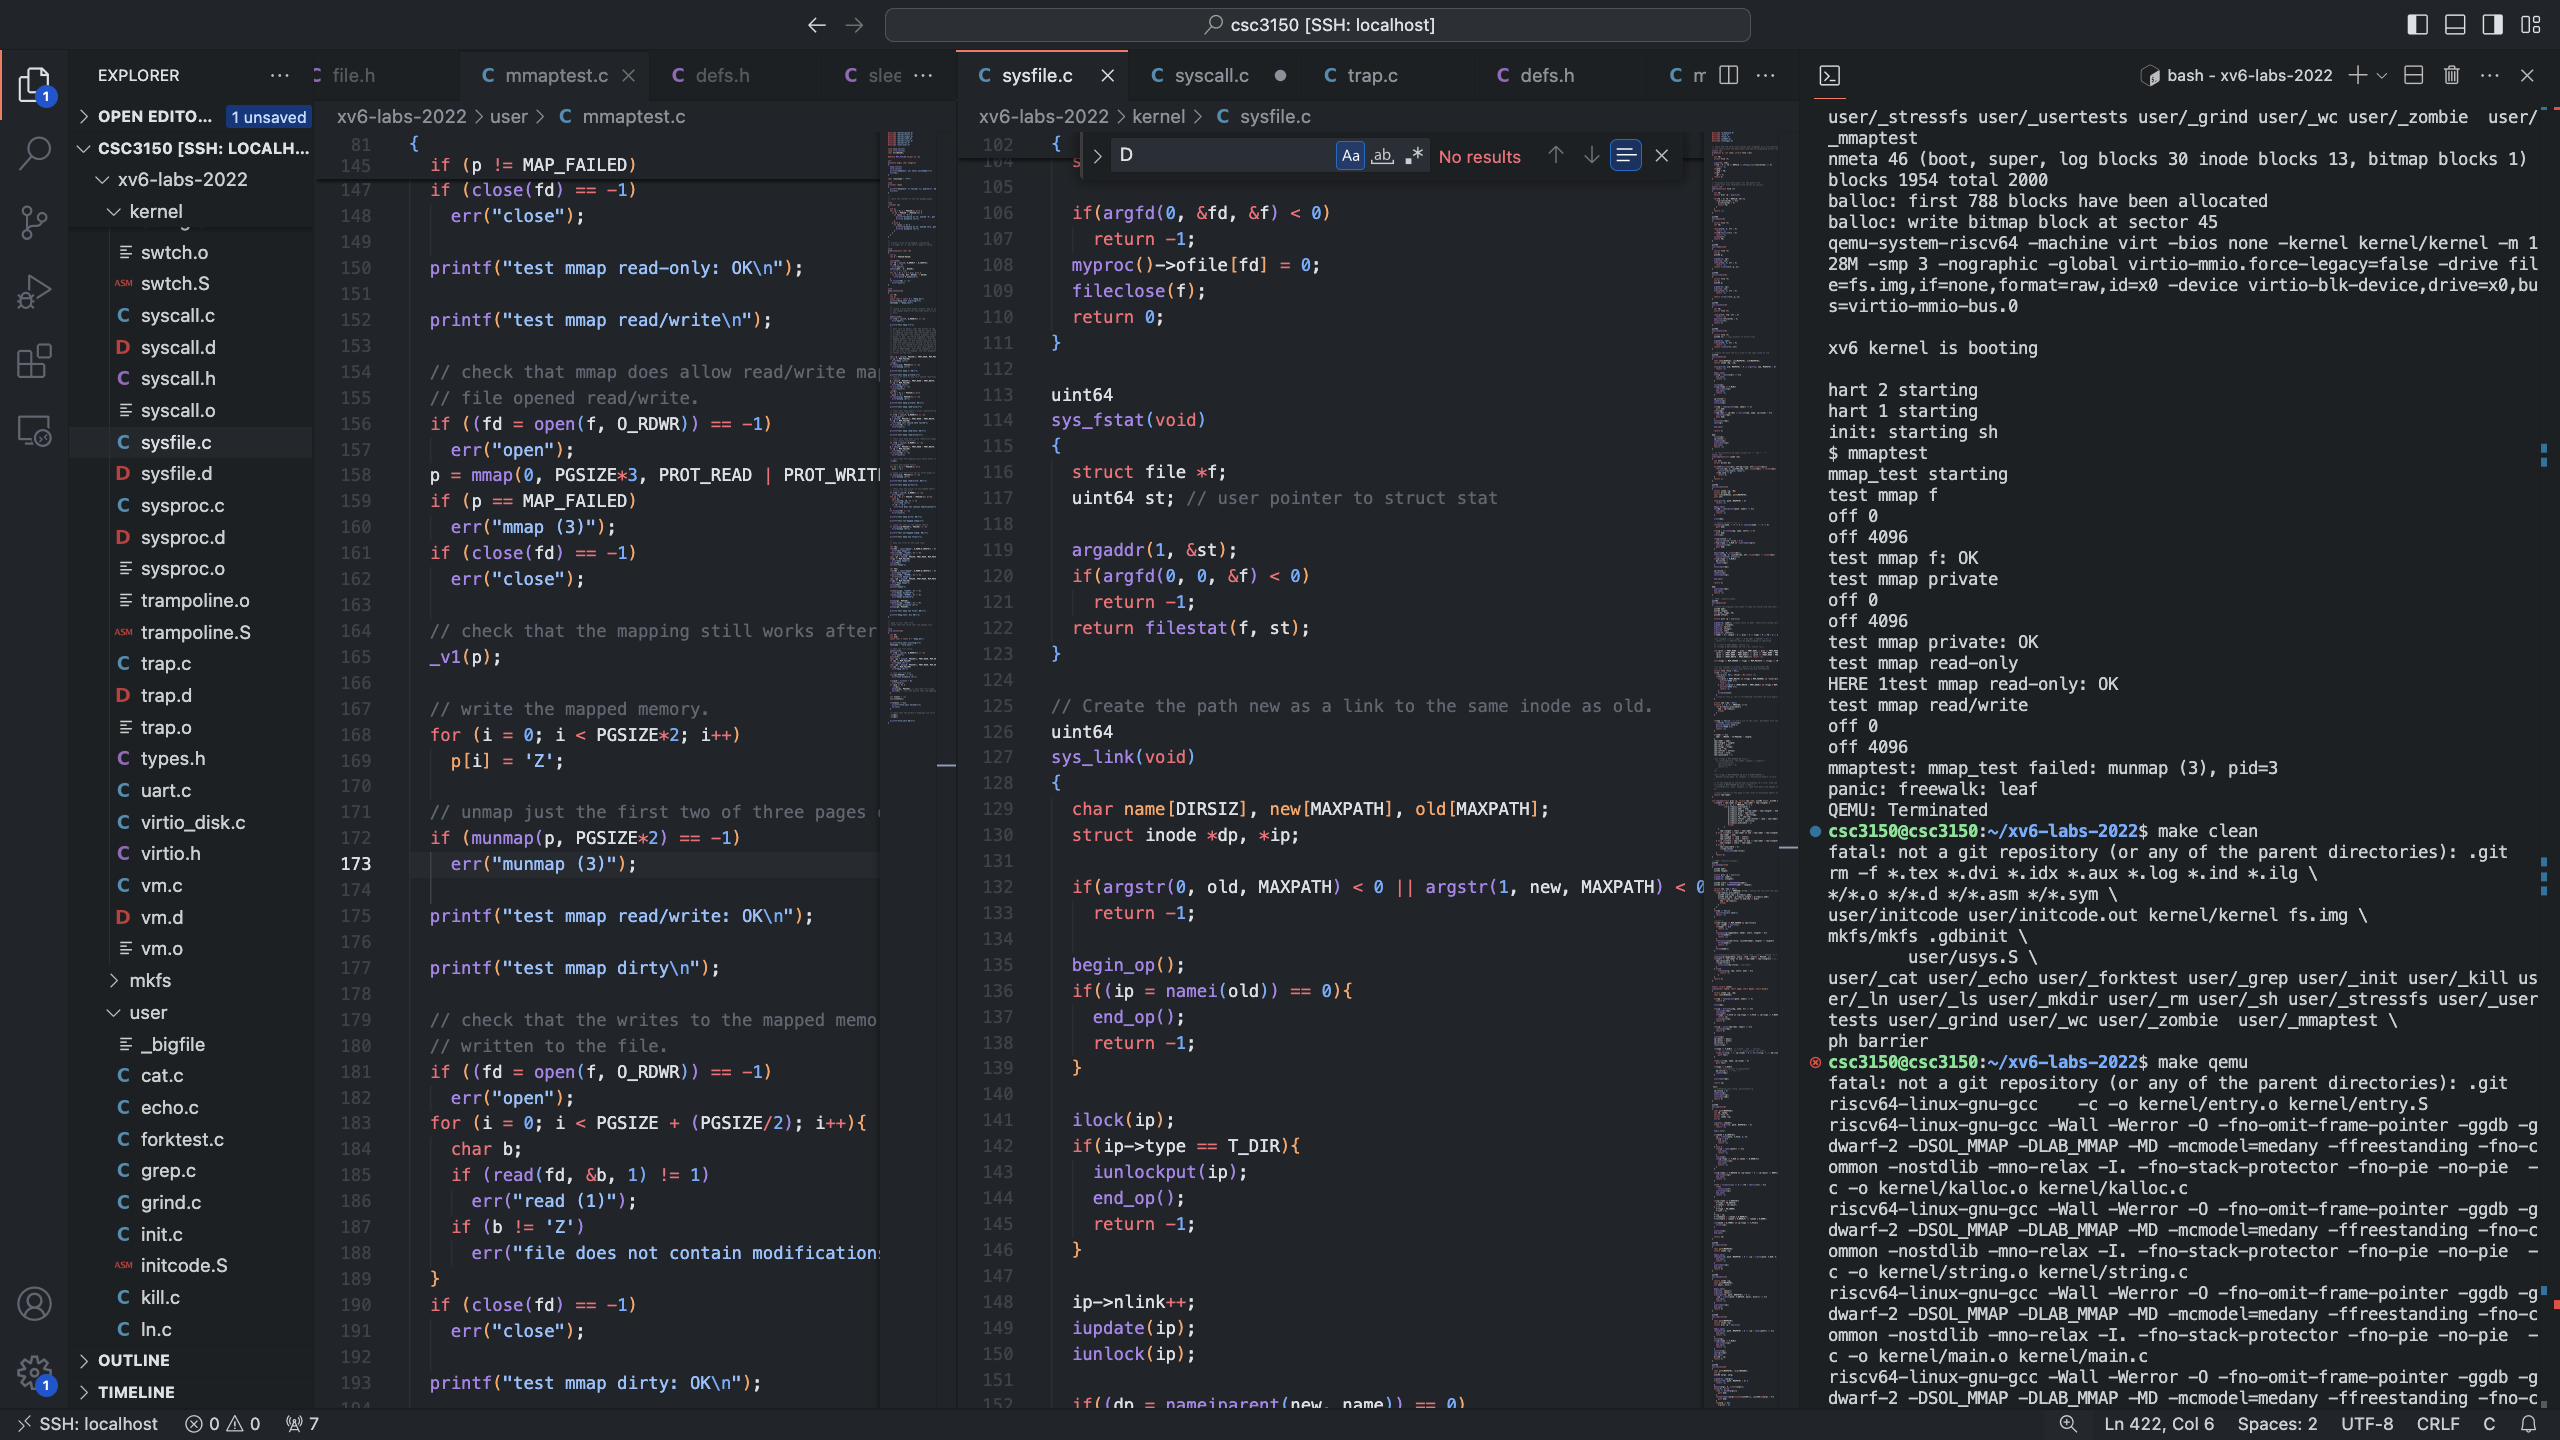 csc3150 [SSH: localhost]
EXPLORER
OPEN EDITO... 1 unsaved
CSC3150 [SSH: LOCALH...
xv6-labs-2022
kernel
swtch.o
ASM swtch.S
C syscall.c
D syscall.d
C syscall.h
syscall.o
C sysfile.c
D sysfile.d
C sysproc.c
D sysproc.d
sysproc.o
trampoline.o
ASM trampoline.S
C trap.c
D trap.d
trap.o
C types.h
C uart.c
C virtio_disk.c
C virtio.h
C vm.c
D vm.d
vm.o
mkfs
user
_bigfile
C cat.c
C echo.c
C forktest.c
C grep.c
C grind.c
C init.c
ASM initcode.S
C kill.c
C ln.c
OUTLINE
TIMELINE
1
1
C file.h C mmaptest.c C defs.h C slee ...
xv6-labs-2022 > user > C mmaptest.c
81 {
145 if (p != MAP_FAILED)
147 if (close(fd) == -1)
148 err("close");
149
150 printf("test mmap read-only: OK\n");
151
152 printf("test mmap read/write\n");
153
154 // check that mmap does allow read/write ma
155 // file opened read/write.
156 if ((fd = open(f, O_RDWR)) == -1)
157 err("open");
158 p = mmap(0, PGSIZE*3, PROT_READ | PROT_WRIT
159 if (p == MAP_FAILED)
160 err("mmap (3)");
161 if (close(fd) == -1)
162 err("close");
163
164 // check that the mapping still works after
165 _v1(p);
166
167 // write the mapped memory.
168 for (i = 0; i < PGSIZE*2; i++)
169 p[i] = 'Z';
170
171 // unmap just the first two of three pages
172 if (munmap(p, PGSIZE*2) == -1)
173 err("munmap (3)");
174
175 printf("test mmap read/write: OK\n");
176
177 printf("test mmap dirty\n");
178
179 // check that the writes to the mapped memo
180 // written to the file.
181 if ((fd = open(f, O_RDWR)) == -1)
182 err("open");
183 for (i = 0; i < PGSIZE + (PGSIZE/2); i++){
184 char b;
185 if (read(fd, &b, 1) != 1)
186 err("read (1)");
187 if (b != 'Z')
188 err("file does not contain modification
189 }
190 if (close(fd) == -1)
191 err("close");
192
193 printf("test mmap dirty: OK\n");
C sysfile.c C syscall.c C trap.c C defs.h C m
xv6-labs-2022 > kernel > C sysfile.c
D Aa ab .* No results
102 {
104
105
106 if(argfd(0, &fd, &f) < 0)
107 return -1;
108 myproc()->ofile[fd] = 0;
109 fileclose(f);
110 return 0;
111 }
112
113 uint64
114 sys_fstat(void)
115 {
116 struct file *f;
117 uint64 st; // user pointer to struct stat
118
119 argaddr(1, &st);
120 if(argfd(0, 0, &f) < 0)
121 return -1;
122 return filestat(f, st);
123 }
124
125 // Create the path new as a link to the same inode as old.
126 uint64
127 sys_link(void)
128 {
129 char name[DIRSIZ], new[MAXPATH], old[MAXPATH];
130 struct inode *dp, *ip;
131
132 if(argstr(0, old, MAXPATH) < 0 || argstr(1, new, MAXPATH) < 0
133 return -1;
134
135 begin_op();
136 if((ip = namei(old)) == 0){
137 end_op();
138 return -1;
139 }
140
141 ilock(ip);
142 if(ip->type == T_DIR){
143 iunlockput(ip);
144 end_op();
145 return -1;
146 }
147
148 ip->nlink++;
149 iupdate(ip);
150 iunlock(ip);
151
152 if((dp = nameiparent(new, name)) == 0)
bash - xv6-labs-2022
user/_stressfs user/_usertests user/_grind user/_wc user/_zombie user/
_mmaptest
nmeta 46 (boot, super, log blocks 30 inode blocks 13, bitmap blocks 1)
blocks 1954 total 2000
balloc: first 788 blocks have been allocated
balloc: write bitmap block at sector 45
qemu-system-riscv64 -machine virt -bios none -kernel kernel/kernel -m 1
28M -smp 3 -nographic -global virtio-mmio.force-legacy=false -drive fil
e=fs.img,if=none,format=raw,id=x0 -device virtio-blk-device,drive=x0,bu
s=virtio-mmio-bus.0
xv6 kernel is booting
hart 2 starting
hart 1 starting
init: starting sh
$ mmaptest
mmap_test starting
test mmap f
off 0
off 4096
test mmap f: OK
test mmap private
off 0
off 4096
test mmap private: OK
test mmap read-only
HERE 1test mmap read-only: OK
test mmap read/write
off 0
off 4096
mmaptest: mmap_test failed: munmap (3), pid=3
panic: freewalk: leaf
QEMU: Terminated
csc3150@csc3150:~/xv6-labs-2022$ make clean
fatal: not a git repository (or any of the parent directories): .git
rm -f *.tex *.dvi *.idx *.aux *.log *.ind *.ilg \
*/*.o */*.d */*.asm */*.sym \
user/initcode user/initcode.out kernel/kernel fs.img \
mkfs/mkfs .gdbinit \
user/usys.S \
user/_cat user/_echo user/_forktest user/_grep user/_init user/_kill us
er/_ln user/_ls user/_mkdir user/_rm user/_sh user/_stressfs user/_user
tests user/_grind user/_wc user/_zombie user/_mmaptest \
ph barrier
csc3150@csc3150:~/xv6-labs-2022$ make qemu
fatal: not a git repository (or any of the parent directories): .git
riscv64-linux-gnu-gcc -c -o kernel/entry.o kernel/entry.S
riscv64-linux-gnu-gcc -Wall -Werror -O -fno-omit-frame-pointer -ggdb -g
dwarf-2 -DSOL_MMAP -DLAB_MMAP -MD -mcmodel=medany -ffreestanding -fno-c
ommon -nostdlib -mno-relax -I. -fno-stack-protector -fno-pie -no-pie -
c -o kernel/kalloc.o kernel/kalloc.c
riscv64-linux-gnu-gcc -Wall -Werror -O -fno-omit-frame-pointer -ggdb -g
dwarf-2 -DSOL_MMAP -DLAB_MMAP -MD -mcmodel=medany -ffreestanding -fno-c
ommon -nostdlib -mno-relax -I. -fno-stack-protector -fno-pie -no-pie -
c -o kernel/string.o kernel/string.c
riscv64-linux-gnu-gcc -Wall -Werror -O -fno-omit-frame-pointer -ggdb -g
dwarf-2 -DSOL_MMAP -DLAB_MMAP -MD -mcmodel=medany -ffreestanding -fno-c
ommon -nostdlib -mno-relax -I. -fno-stack-protector -fno-pie -no-pie -
c -o kernel/main.o kernel/main.c
riscv64-linux-gnu-gcc -Wall -Werror -O -fno-omit-frame-pointer -ggdb -g
dwarf-2 -DSOL_MMAP -DLAB_MMAP -MD -mcmodel=medany -ffreestanding -fno-c
SSH: localhost 0 0 7 Ln 422, Col 6 Spaces: 2 UTF-8 CRLF C